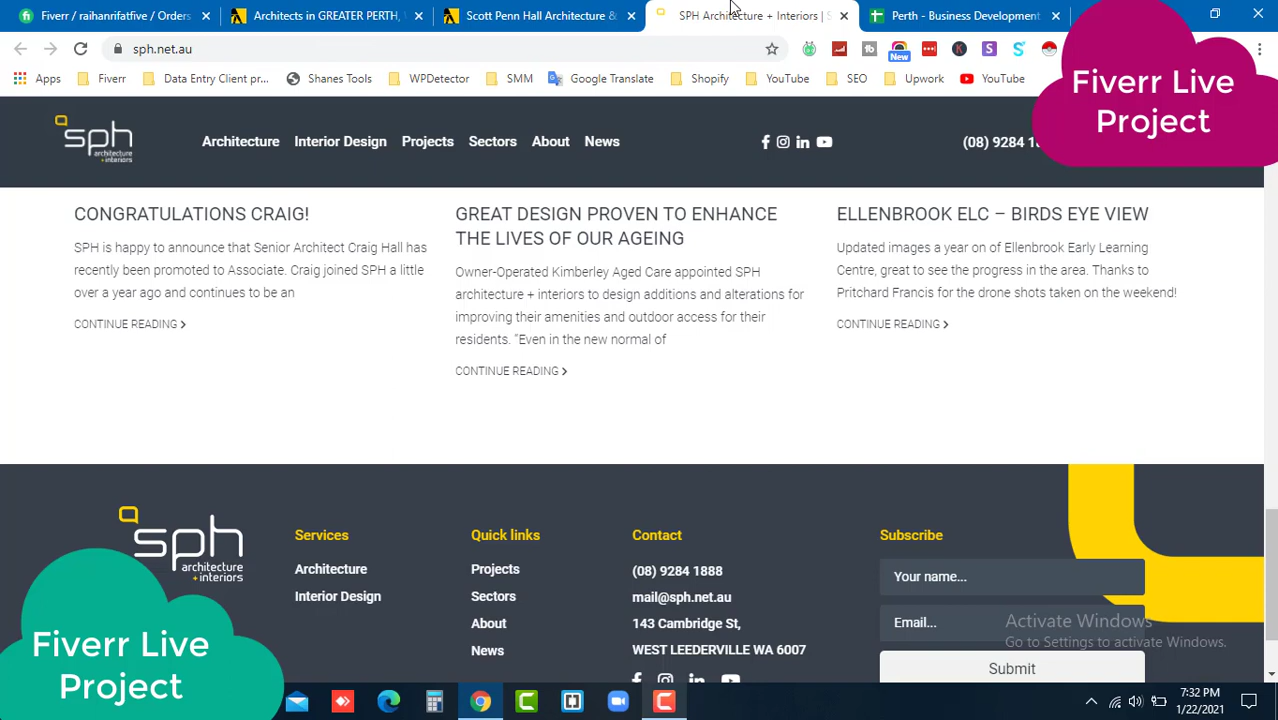 Fiverr / raihanrifatfive / Orders
Architects in GREATER PERTH,
Scott Penn Hall Architecture &
SPH Architecture + Interiors | S
Perth - Business Development
sph.net.au
New
Apps
Fiverr
Data Entry Client pr...
Shanes Tools
WPDetector
SMM
Google Translate
Shopify
YouTube
SEO
Upwork
YouTube
Fiverr Live
Project
sph
architecture
+interiors
Architecture
Interior Design
Projects
Sectors
About
News
(08) 9284 1
CONGRATULATIONS CRAIG!
SPH is happy to announce that Senior Architect Craig Hall has
recently been promoted to Associate. Craig joined SPH a little
over a year ago and continues to be an
CONTINUE READING >
GREAT DESIGN PROVEN TO ENHANCE
THE LIVES OF OUR AGEING
Owner-Operated Kimberley Aged Care appointed SPH
architecture + interiors to design additions and alterations for
improving their amenities and outdoor access for their
residents. “Even in the new normal of
CONTINUE READING >
ELLENBROOK ELC – BIRDS EYE VIEW
Updated images a year on of Ellenbrook Early Learning
Centre, great to see the progress in the area. Thanks to
Pritchard Francis for the drone shots taken on the weekend!
CONTINUE READING >
sph
architecture
+interiors
Services
Architecture
Interior Design
Quick links
Projects
Sectors
About
News
Contact
(08) 9284 1888
mail@sph.net.au
143 Cambridge St,
WEST LEEDERVILLE WA 6007
Subscribe
Your name...
Email...
Submit
Activate Windows
Go to Settings to activate Windows.
Fiverr Live
Project
7:32 PM
1/22/2021